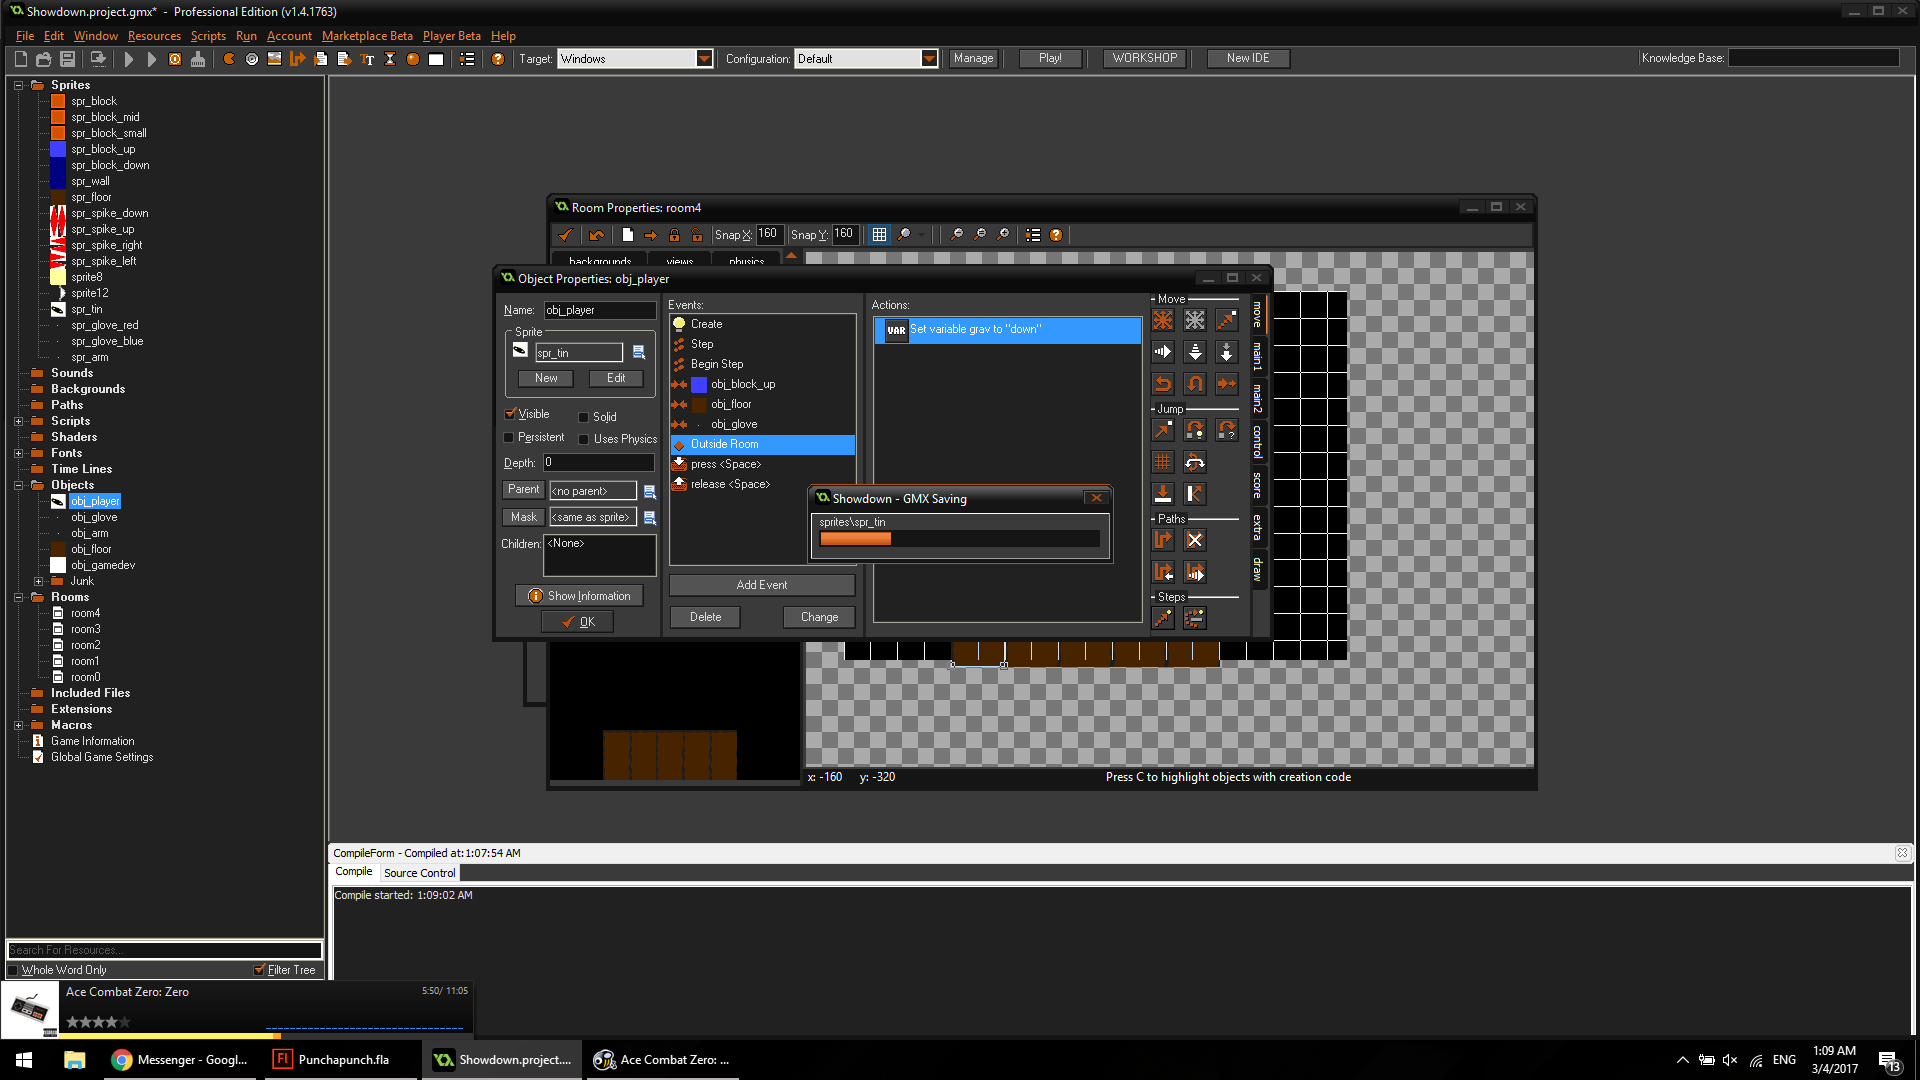 Showdown.project.gmx*  -  Professional Edition (v1.4.1763)
File Edit Window Resources Scripts Run Account Marketplace Beta Player Beta Help
Target: Windows Configuration: Default Manage Play! WORKSHOP New IDE Knowledge Base:
Sprites
spr_block
spr_block_mid
spr_block_small
spr_block_up
spr_block_down
spr_wall
spr_floor
spr_spike_down
spr_spike_up
spr_spike_right
spr_spike_left
sprite8
sprite12
spr_tin
spr_glove_red
spr_glove_blue
spr_arm
Sounds
Backgrounds
Paths
Scripts
Shaders
Fonts
Time Lines
Objects
obj_player
obj_glove
obj_arm
obj_floor
obj_gamedev
Junk
Rooms
room4
room3
room2
room1
room0
Included Files
Extensions
Macros
Game Information
Global Game Settings
Search For Resources...
Whole Word Only Filter Tree
Room Properties: room4
Snap X: 160 Snap Y: 160
backgrounds views physics
Object Properties: obj_player
Name: obj_player
Sprite
spr_tin
New Edit
Visible Solid
Persistent Uses Physics
Depth: 0
Parent <no parent>
Mask <same as sprite>
Children: <None>
Show Information
OK
Events:
Create
Step
Begin Step
obj_block_up
obj_floor
obj_glove
Outside Room
press <Space>
release <Space>
Add Event
Delete Change
Actions:
VAR Set variable grav to "down"
Move
Jump
Paths
Steps
move
main1
main2
control
score
extra
draw
Showdown - GMX Saving
sprites\spr_tin
x: -160 y: -320 Press C to highlight objects with creation code
CompileForm - Compiled at:1:07:54 AM
Compile Source Control
Compile started: 1:09:02 AM
Ace Combat Zero: Zero 5:50/ 11:05
Messenger - Googl... Fl Punchapunch.fla Showdown.project.... Ace Combat Zero: ... ENG 1:09 AM
3/4/2017 13